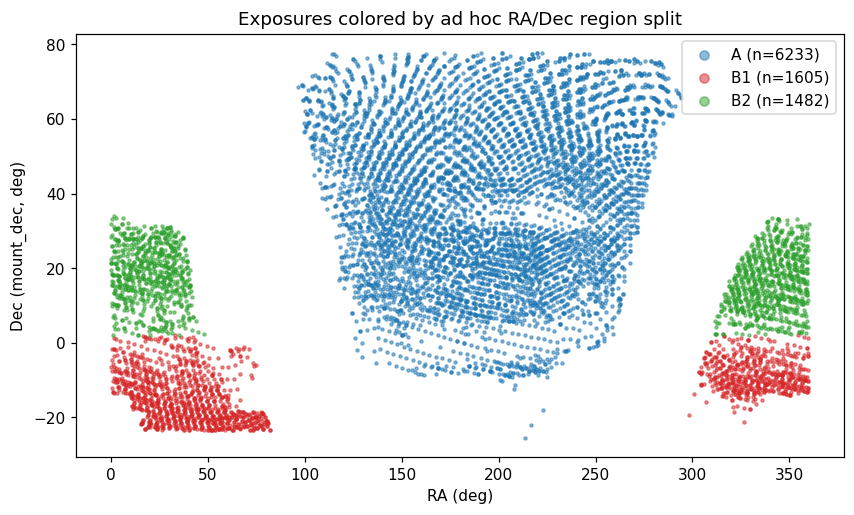 Exposures colored by ad hoc RA/Dec region split
A (n=6233)
B1 (n=1605)
B2 (n=1482)
Dec (mount_dec, deg)
80
60
40
20
0
−20
0
50
100
150
200
250
300
350
RA (deg)